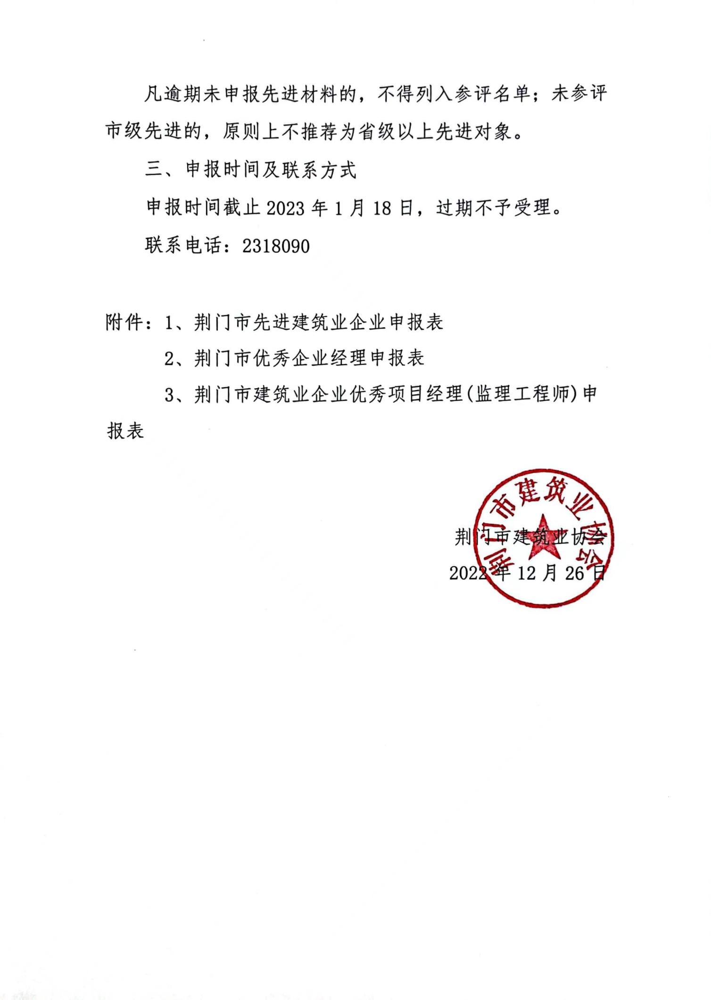 凡逾期未申报先进材料的，不得列入参评名单；未参评
市级先进的，原则上不推荐为省级以上先进对象。
三、申报时间及联系方式
申报时间截止 2023 年 1 月 18 日，过期不予受理。
联系电话：2318090
附件：1、荆门市先进建筑业企业申报表
2、荆门市优秀企业经理申报表
3、荆门市建筑业企业优秀项目经理(监理工程师)申
报表
荆门市建筑业协会
荆门市建筑业协会
2022 年 12 月 26 日